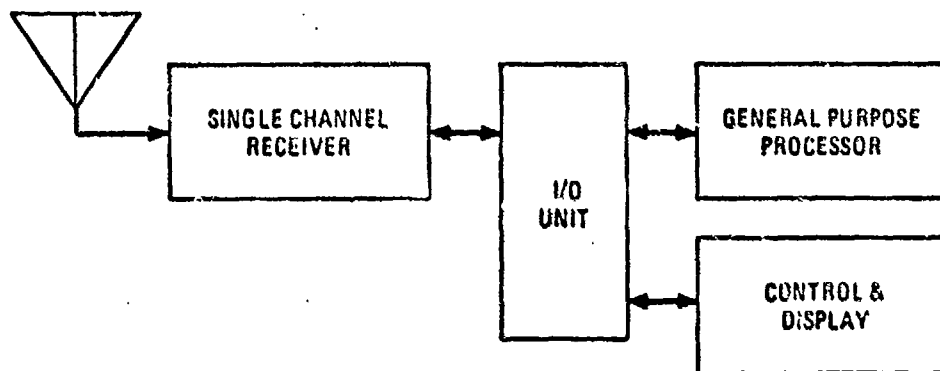 SINGLE CHANNEL
RECEIVER
I/O
UNIT
GENERAL PURPOSE
PROCESSOR
CONTROL &
DISPLAY